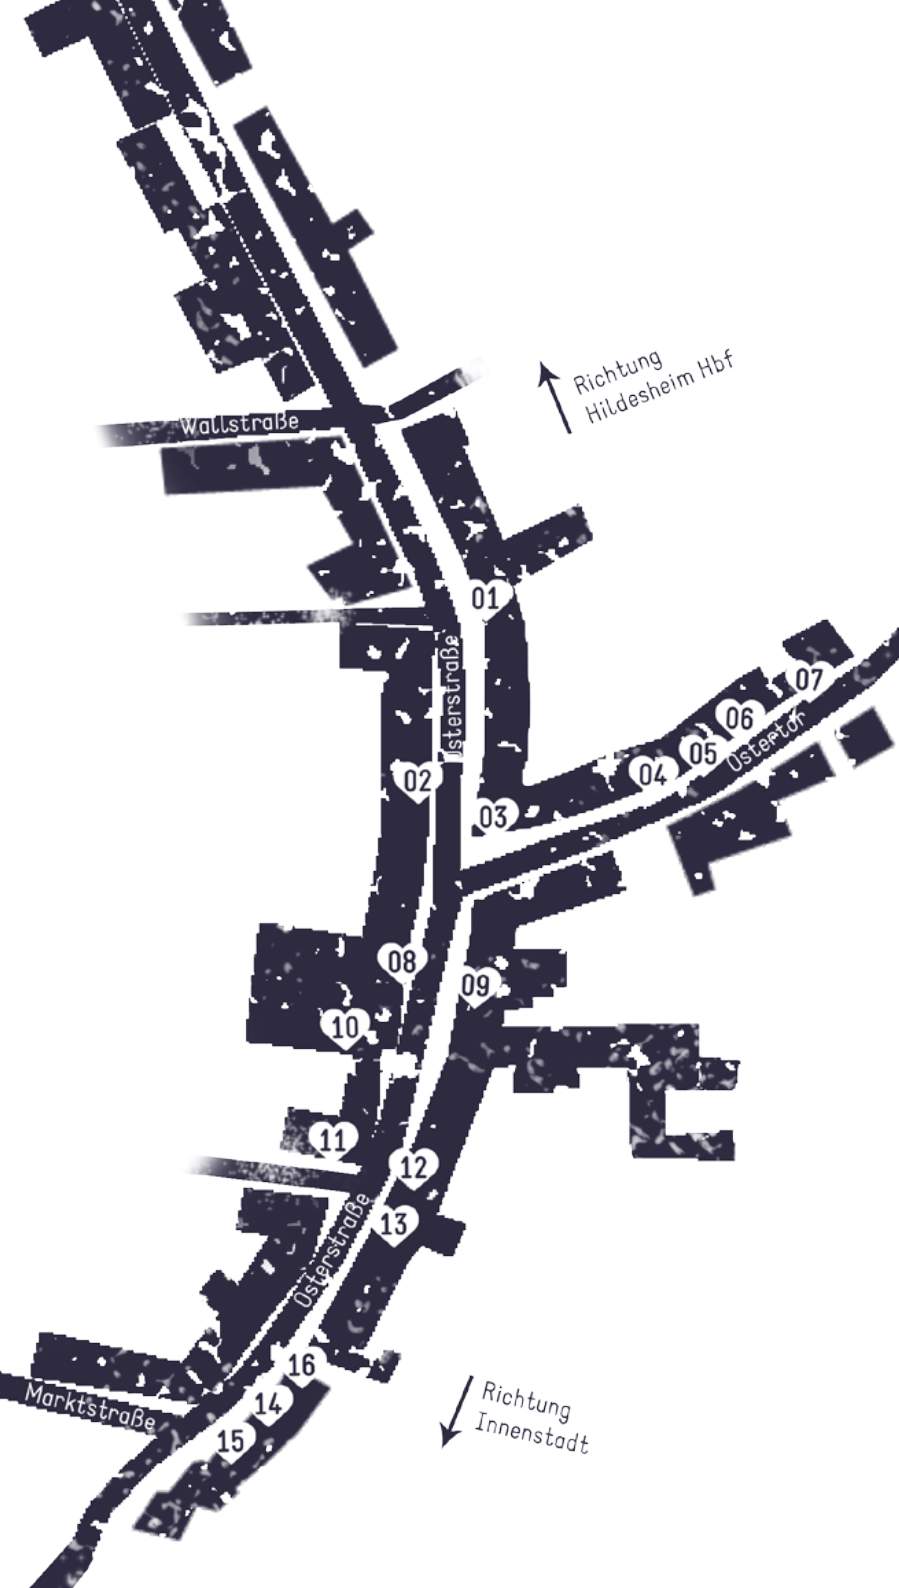 Richtung
Hildesheim Hbf
Wallstraße
01
Osterstraße
07
06
Ostertor
05
04
02
03
08
09
10
11
12
Osterstraße
13
16
Marktstraße
14
15
Richtung
Innenstadt